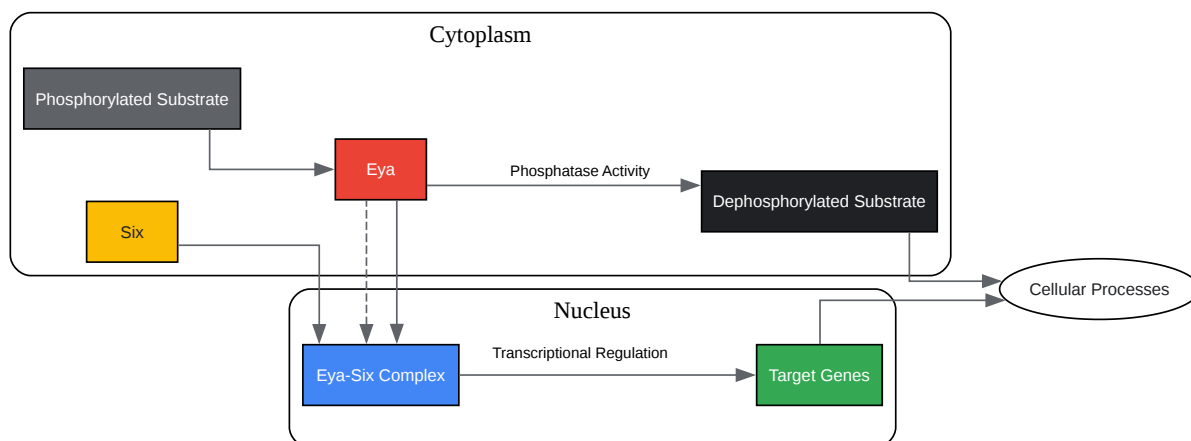 Cytoplasm
Phosphorylated Substrate
Eya
Phosphatase Activity
Dephosphorylated Substrate
Six
Cellular Processes
Nucleus
Eya-Six Complex
Transcriptional Regulation
Target Genes